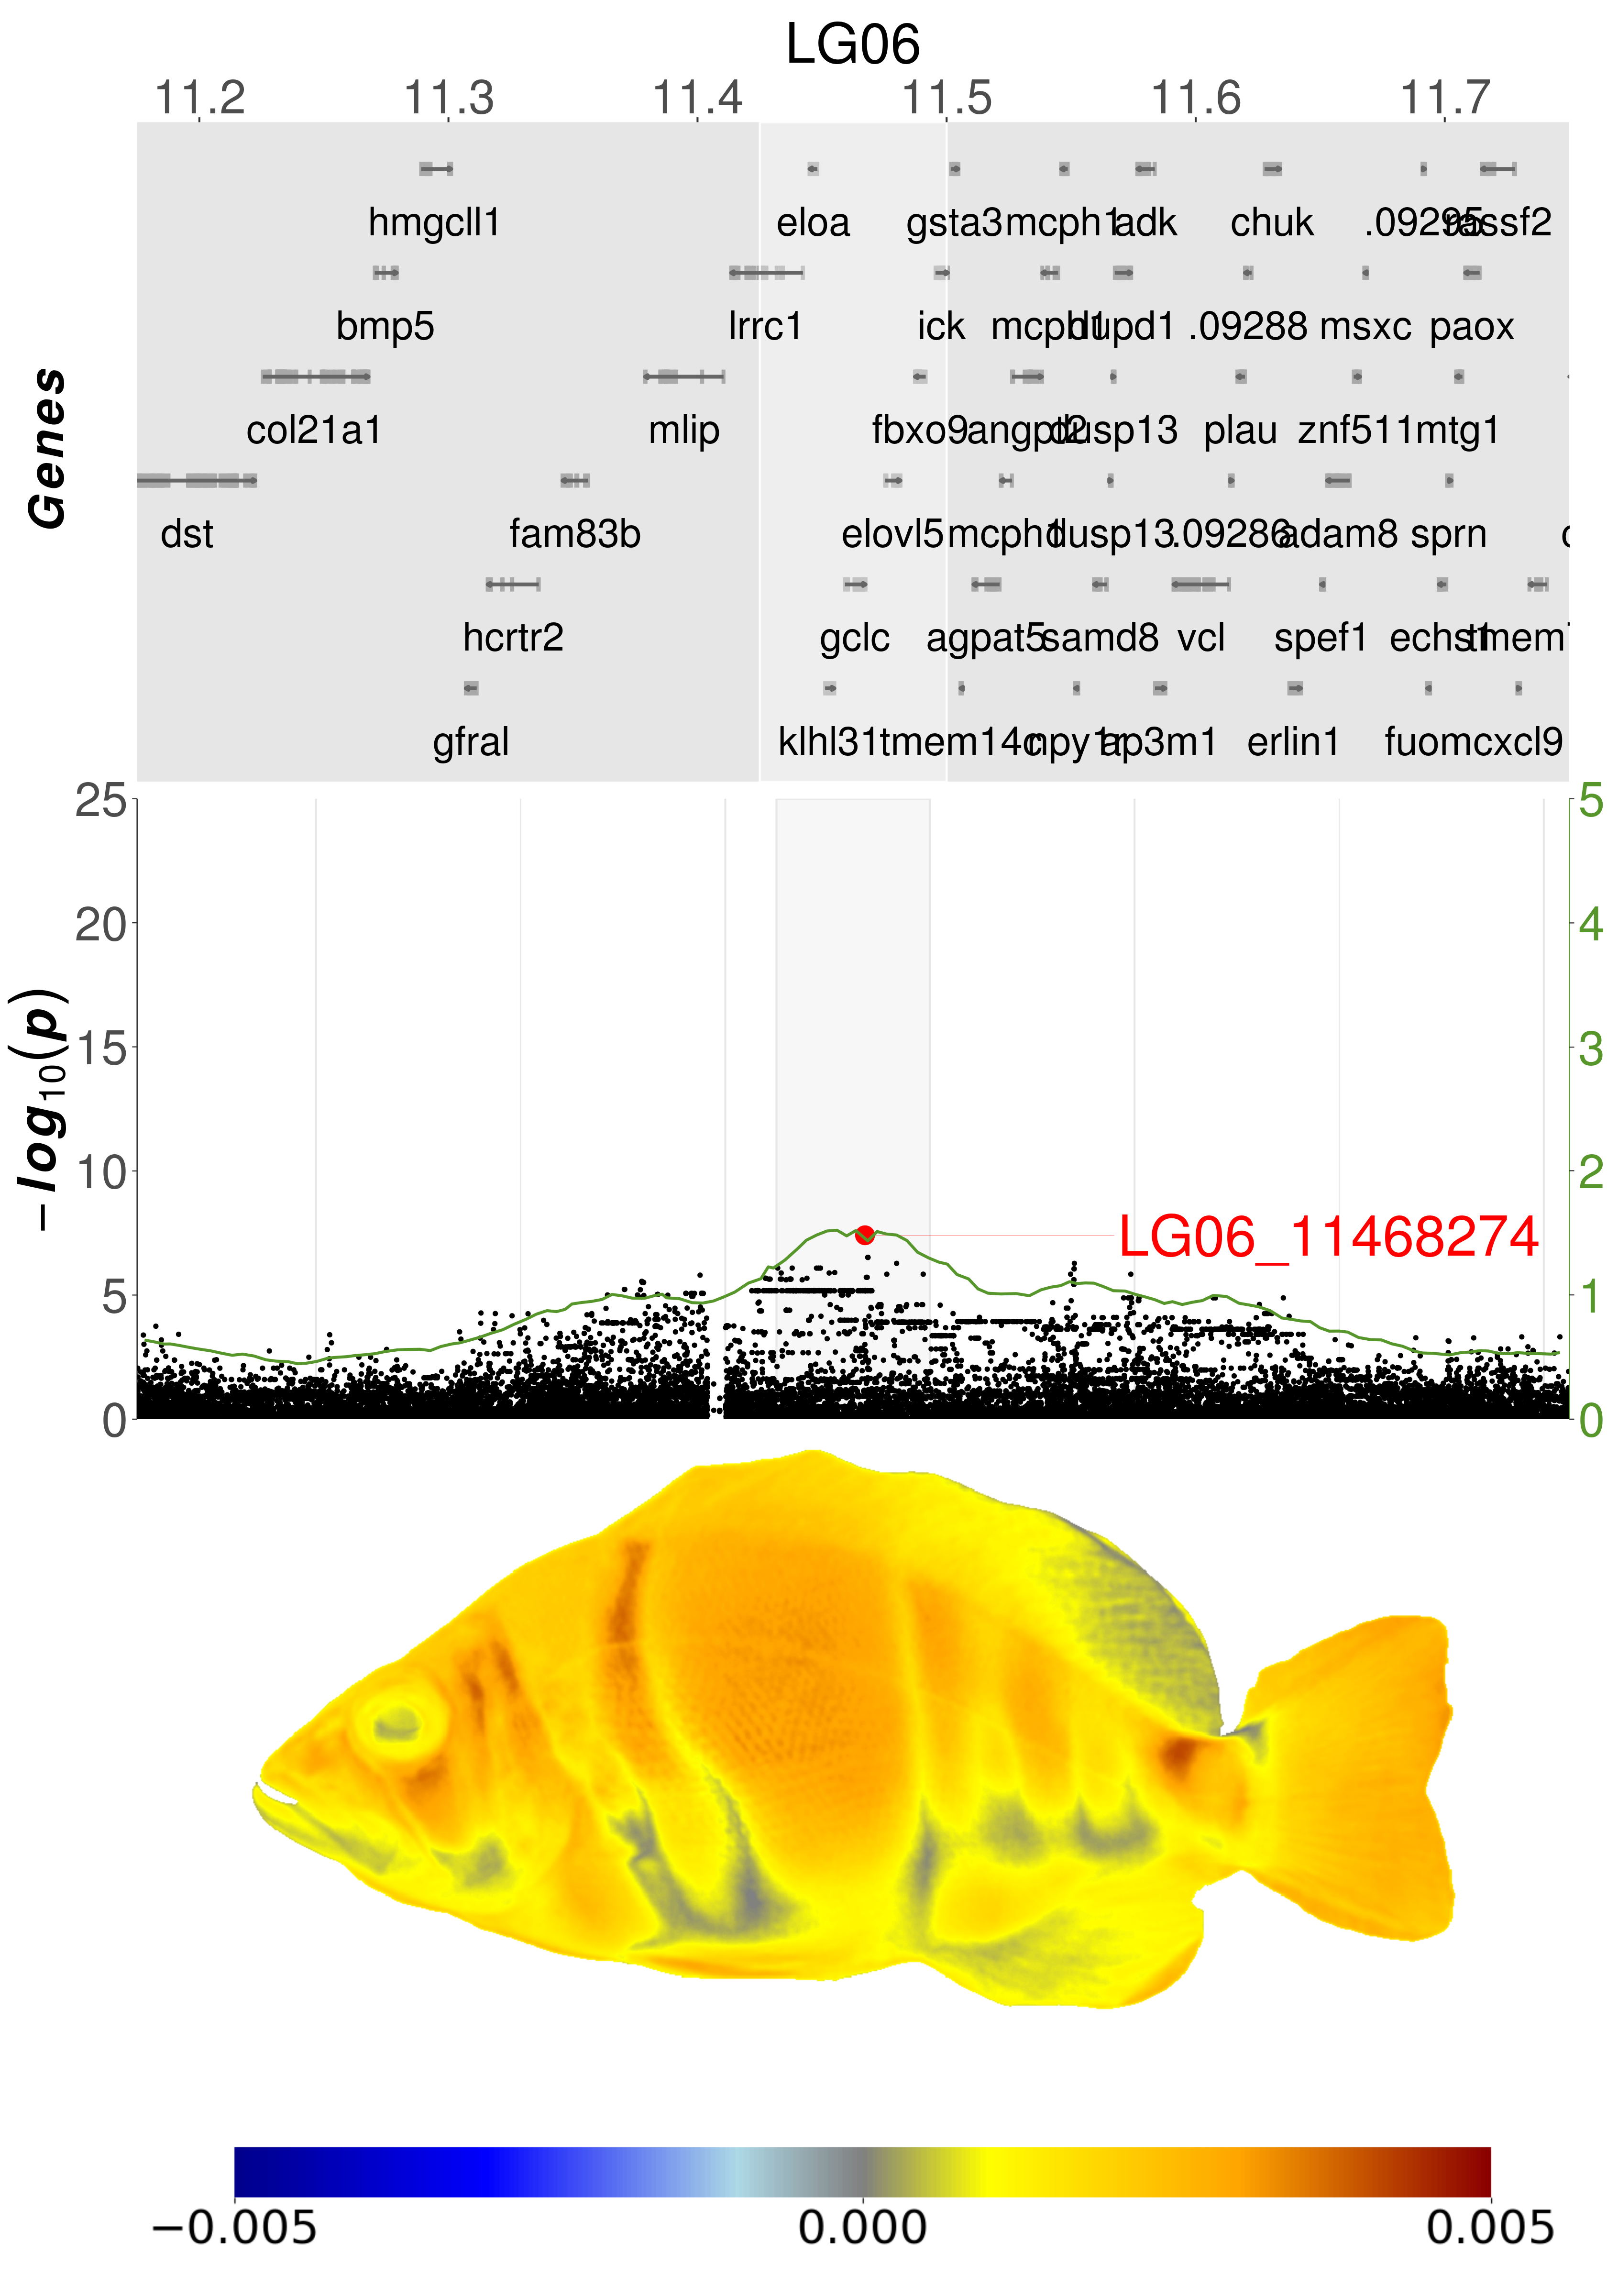 LG06
11.2 11.3 11.4 11.5 11.6 11.7
Genes
hmgcll1 eloa gsta3 mcph1 adk chuk .09295 rassf2
bmp5 lrrc1 ick mcph1 dupd1 .09288 msxc paox
col21a1 mlip fbxo9 angpt2 dusp13 plau znf511 mtg1
dst fam83b elovl5 mcph1 dusp13 .09286 adam8 sprn
hcrtr2 gclc agpat5 samd8 vcl spef1 echs1
gfral klhl31 tmem14c npy1r ap3m1 erlin1 fuom cxcl9
−log10(p)
25 5
20 4
15 3
10 2
LG06_11468274
5 1
0 0
−0.005 0.000 0.005